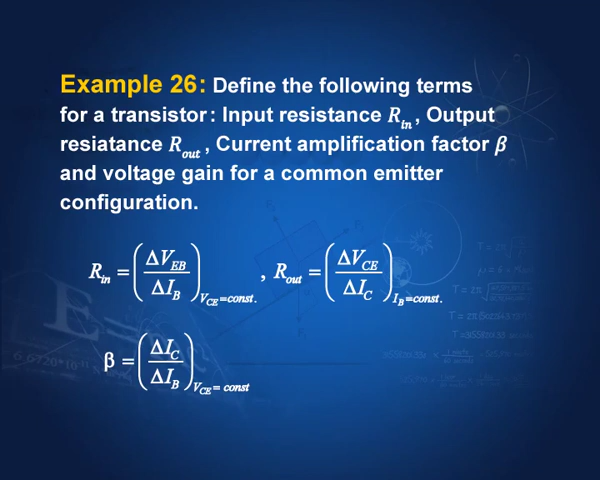 Example 26: Define the following terms
for a transistor: Input resistance R_in, Output
resiatance R_out, Current amplification factor β
and voltage gain for a common emitter
configuration.
R_in = (ΔV_EB / ΔI_B)_V_CE=const. , R_out = (ΔV_CE / ΔI_C)_I_B=const.
β = (ΔI_C / ΔI_B)_V_CE= const